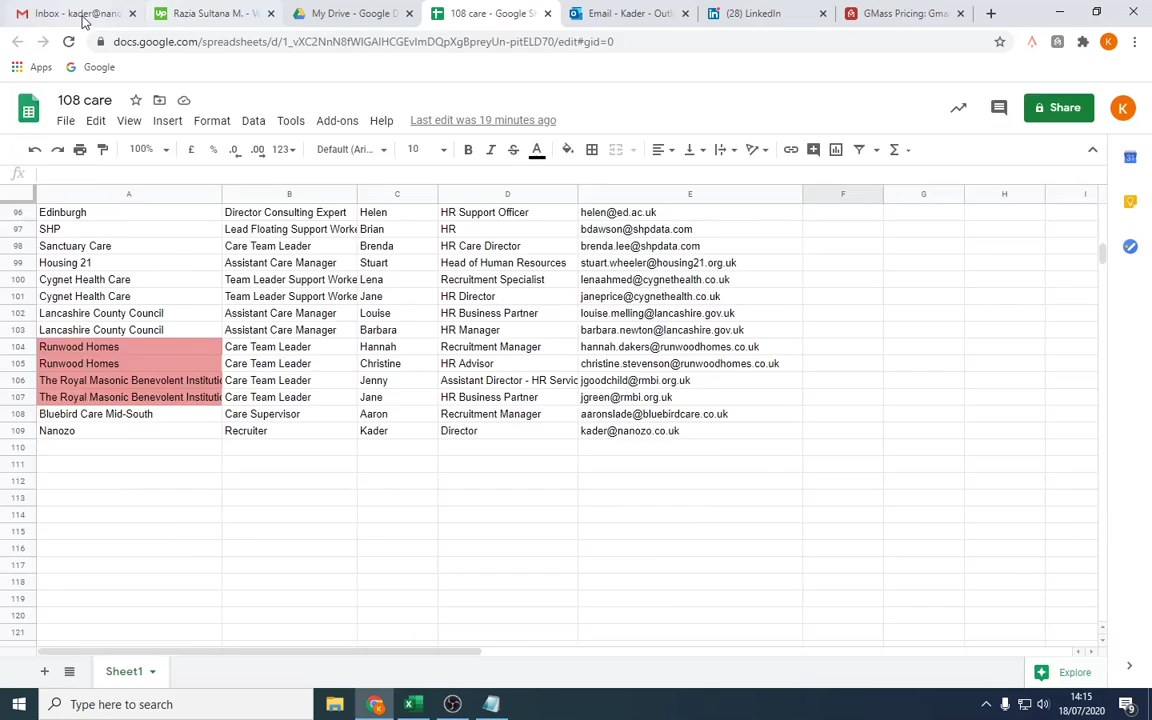 Inbox - kader@nano
Razia Sultana M. - W
My Drive - Google D
108 care - Google Sh
Email - Kader - Outl
(28) LinkedIn
GMass Pricing: Gma
docs.google.com/spreadsheets/d/1_vXC2NnN8fWIGAIHCGEvImDQpXgBpreyUn-pitELD70/edit#gid=0
Apps Google
108 care
File Edit View Insert Format Data Tools Add-ons Help Last edit was 19 minutes ago
Share
K
100% £ % .0 .00 123 Default (Ari... 10 B I S A
fx
A B C D E F G H I
96 Edinburgh Director Consulting Expert Helen HR Support Officer helen@ed.ac.uk
97 SHP Lead Floating Support Worke Brian HR bdawson@shpdata.com
98 Sanctuary Care Care Team Leader Brenda HR Care Director brenda.lee@shpdata.com
99 Housing 21 Assistant Care Manager Stuart Head of Human Resources stuart.wheeler@housing21.org.uk
100 Cygnet Health Care Team Leader Support Worke Lena Recruitment Specialist lenaahmed@cygnethealth.co.uk
101 Cygnet Health Care Team Leader Support Worke Jane HR Director janeprice@cygnethealth.co.uk
102 Lancashire County Council Assistant Care Manager Louise HR Business Partner louise.melling@lancashire.gov.uk
103 Lancashire County Council Assistant Care Manager Barbara HR Manager barbara.newton@lancashire.gov.uk
104 Runwood Homes Care Team Leader Hannah Recruitment Manager hannah.dakers@runwoodhomes.co.uk
105 Runwood Homes Care Team Leader Christine HR Advisor christine.stevenson@runwoodhomes.co.uk
106 The Royal Masonic Benevolent Institutio Care Team Leader Jenny Assistant Director - HR Servic jgoodchild@rmbi.org.uk
107 The Royal Masonic Benevolent Institutio Care Team Leader Jane HR Business Partner jgreen@rmbi.org.uk
108 Bluebird Care Mid-South Care Supervisor Aaron Recruitment Manager aaronslade@bluebirdcare.co.uk
109 Nanozo Recruiter Kader Director kader@nanozo.co.uk
110
111
112
113
114
115
116
117
118
119
120
121
Sheet1 Explore
Type here to search
14:15
18/07/2020